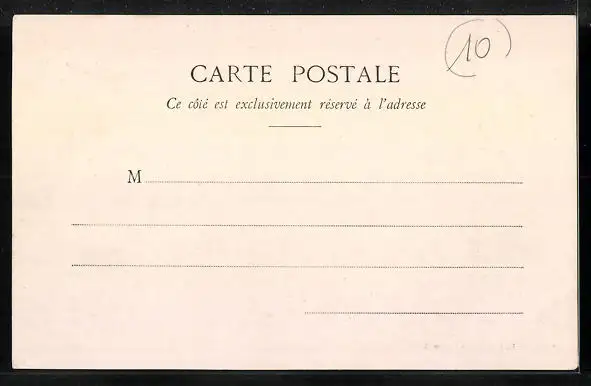 10
CARTE POSTALE
Ce côté est exclusivement réservé à l'adresse
M